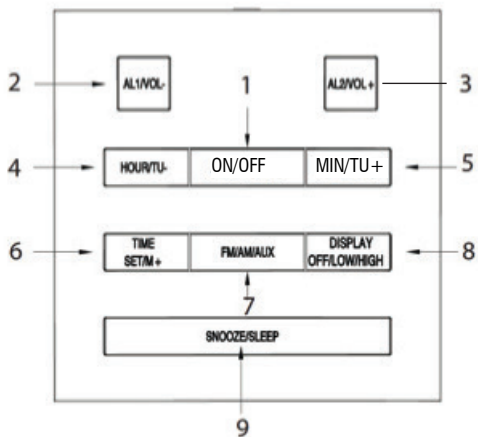 1
2
AL1/VOL-
AL2/VOL+
3
4
HOUR/TU-
ON/OFF
MIN/TU+
5
6
TIME
SET/M+
FM/AM/AUX
DISPLAY
OFF/LOW/HIGH
8
7
SNOOZE/SLEEP
9